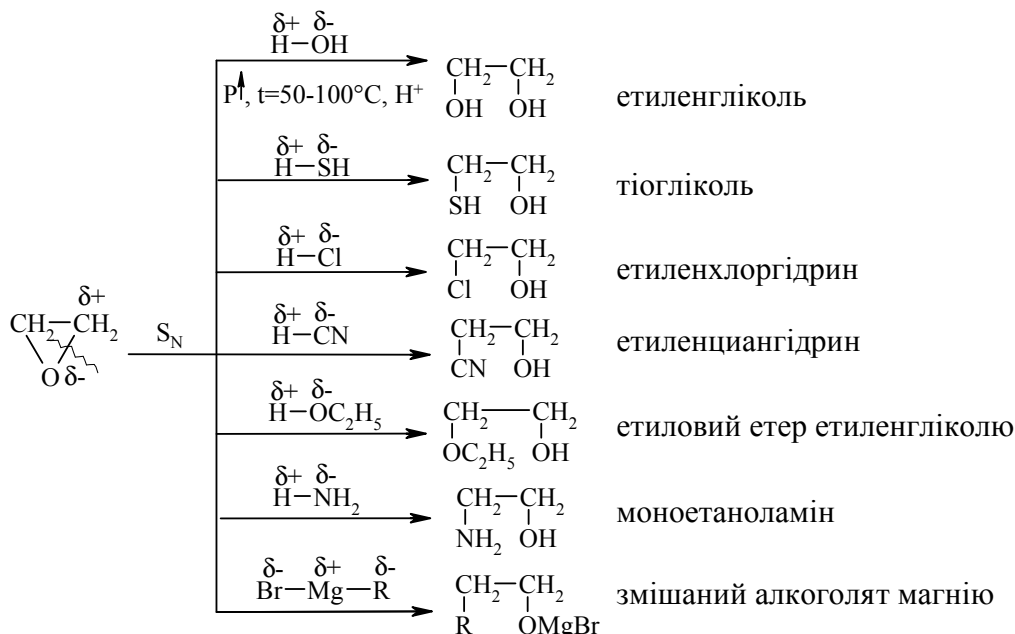 δ+ δ-
H—OH
P↑, t=50-100°C, H⁺
CH₂—CH₂
OH OH
етиленгліколь
δ+ δ-
H—SH
CH₂—CH₂
SH OH
тіогліколь
δ+ δ-
H—Cl
CH₂—CH₂
Cl OH
етиленхлоргідрин
δ+
CH₂—CH₂
O δ-
S_N
δ+ δ-
H—CN
CH₂—CH₂
CN OH
етиленциангідрин
δ+ δ-
H—OC₂H₅
CH₂—CH₂
OC₂H₅ OH
етиловий етер етиленгліколю
δ+ δ-
H—NH₂
CH₂—CH₂
NH₂ OH
моноетаноламін
δ- δ+ δ-
Br—Mg—R
CH₂—CH₂
R OMgBr
змішаний алкоголят магнію